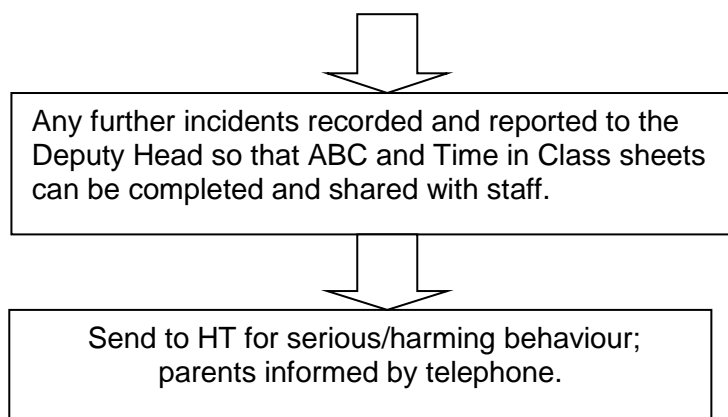 Any further incidents recorded and reported to the
Deputy Head so that ABC and Time in Class sheets
can be completed and shared with staff.
Send to HT for serious/harming behaviour;
parents informed by telephone.